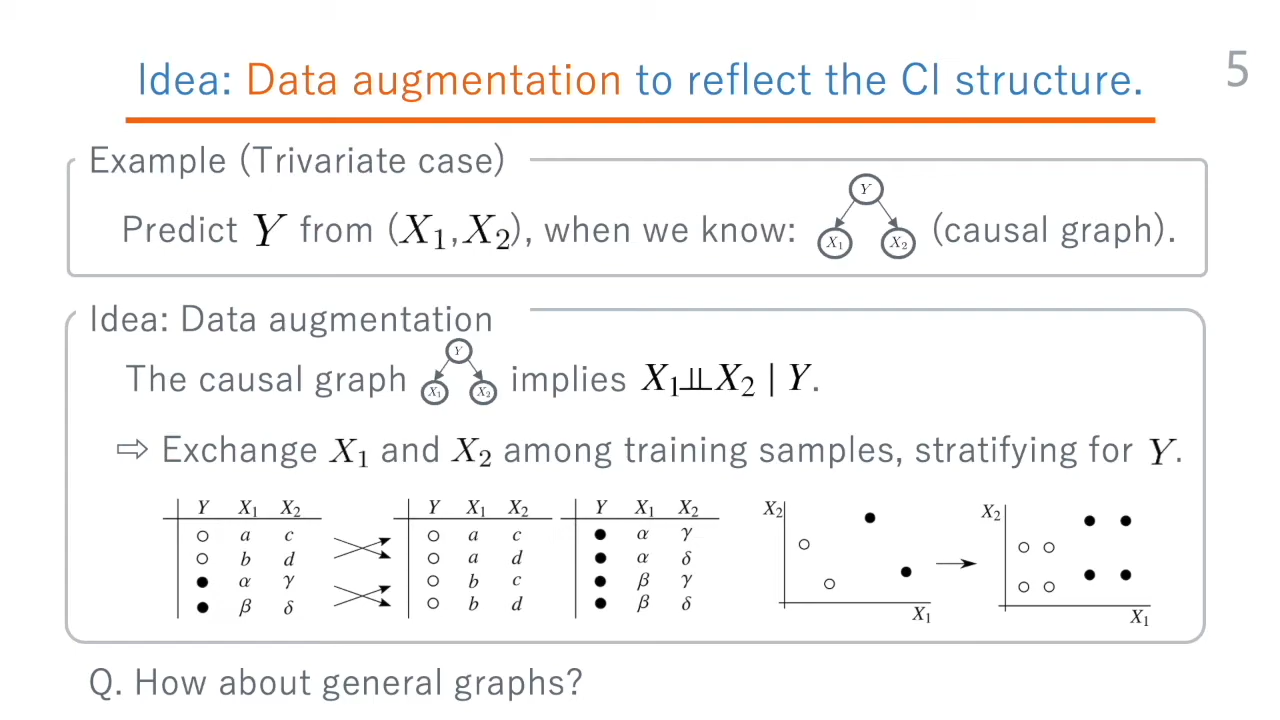 5
Idea: Data augmentation to reflect the CI structure.
Example (Trivariate case)
Y
Predict Y from (X₁,X₂), when we know: X₁ X₂ (causal graph).
Idea: Data augmentation
Y
The causal graph X₁ X₂ implies X₁⫫X₂ | Y.
⇨ Exchange X₁ and X₂ among training samples, stratifying for Y.
Y X₁ X₂
○ a c
○ b d
● α γ
● β δ
Y X₁ X₂
○ a c
○ a d
○ b c
○ b d
Y X₁ X₂
● α γ
● α δ
● β γ
● β δ
X₂
X₁
X₂
X₁
Q. How about general graphs?